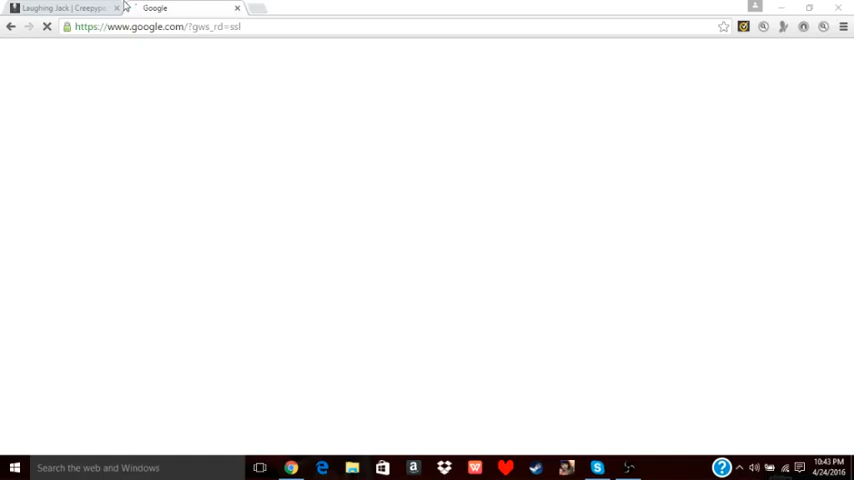 Laughing Jack | Creepypa
Google
https://www.google.com/?gws_rd=ssl
Search the web and Windows
10:43 PM
4/24/2016